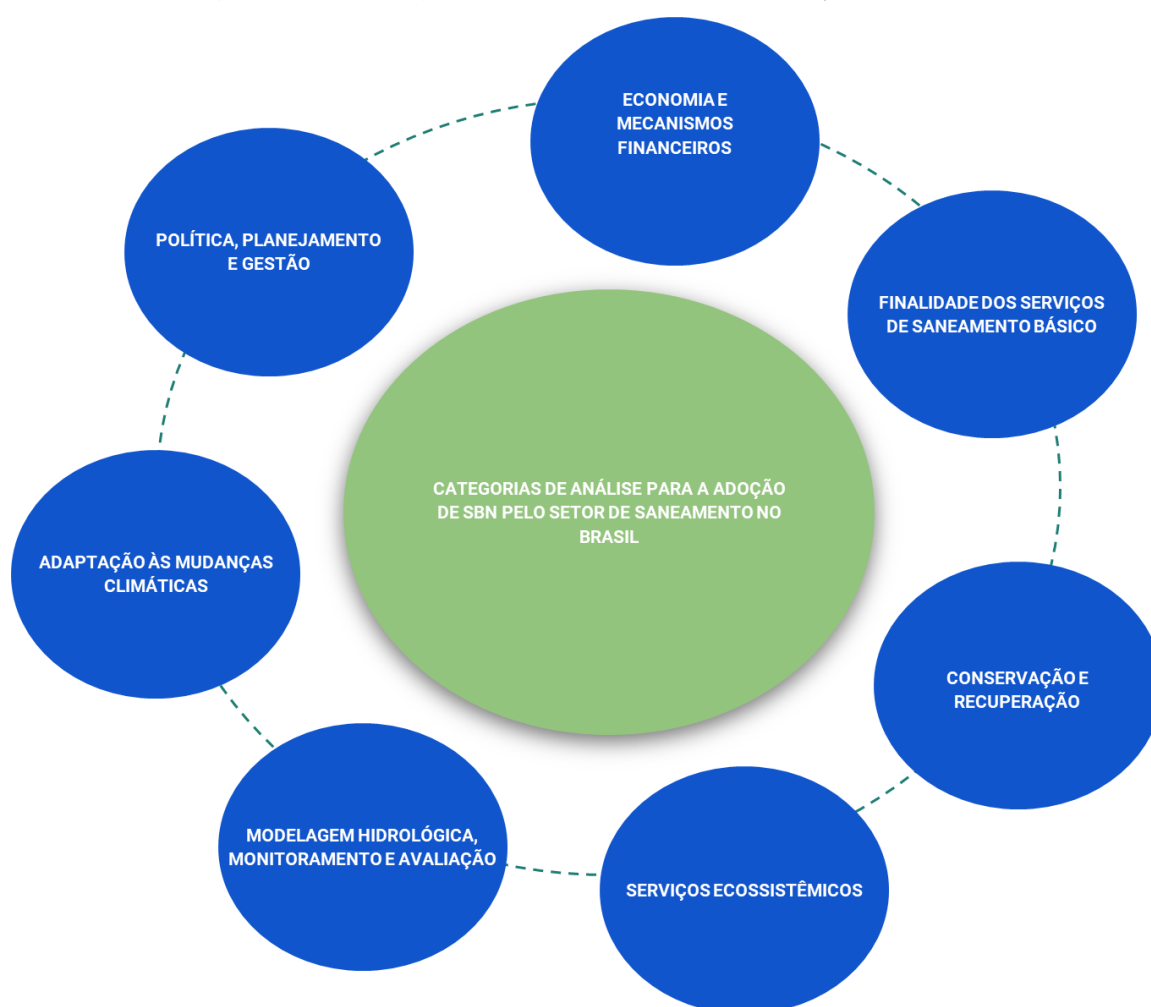 ECONOMIA E
MECANISMOS
FINANCEIROS
POLÍTICA, PLANEJAMENTO
E GESTÃO
FINALIDADE DOS SERVIÇOS
DE SANEAMENTO BÁSICO
CATEGORIAS DE ANÁLISE PARA A ADOÇÃO
DE SBN PELO SETOR DE SANEAMENTO NO
BRASIL
ADAPTAÇÃO ÀS MUDANÇAS
CLIMÁTICAS
CONSERVAÇÃO E
RECUPERAÇÃO
MODELAGEM HIDROLÓGICA,
MONITORAMENTO E AVALIAÇÃO
SERVIÇOS ECOSSISTÊMICOS